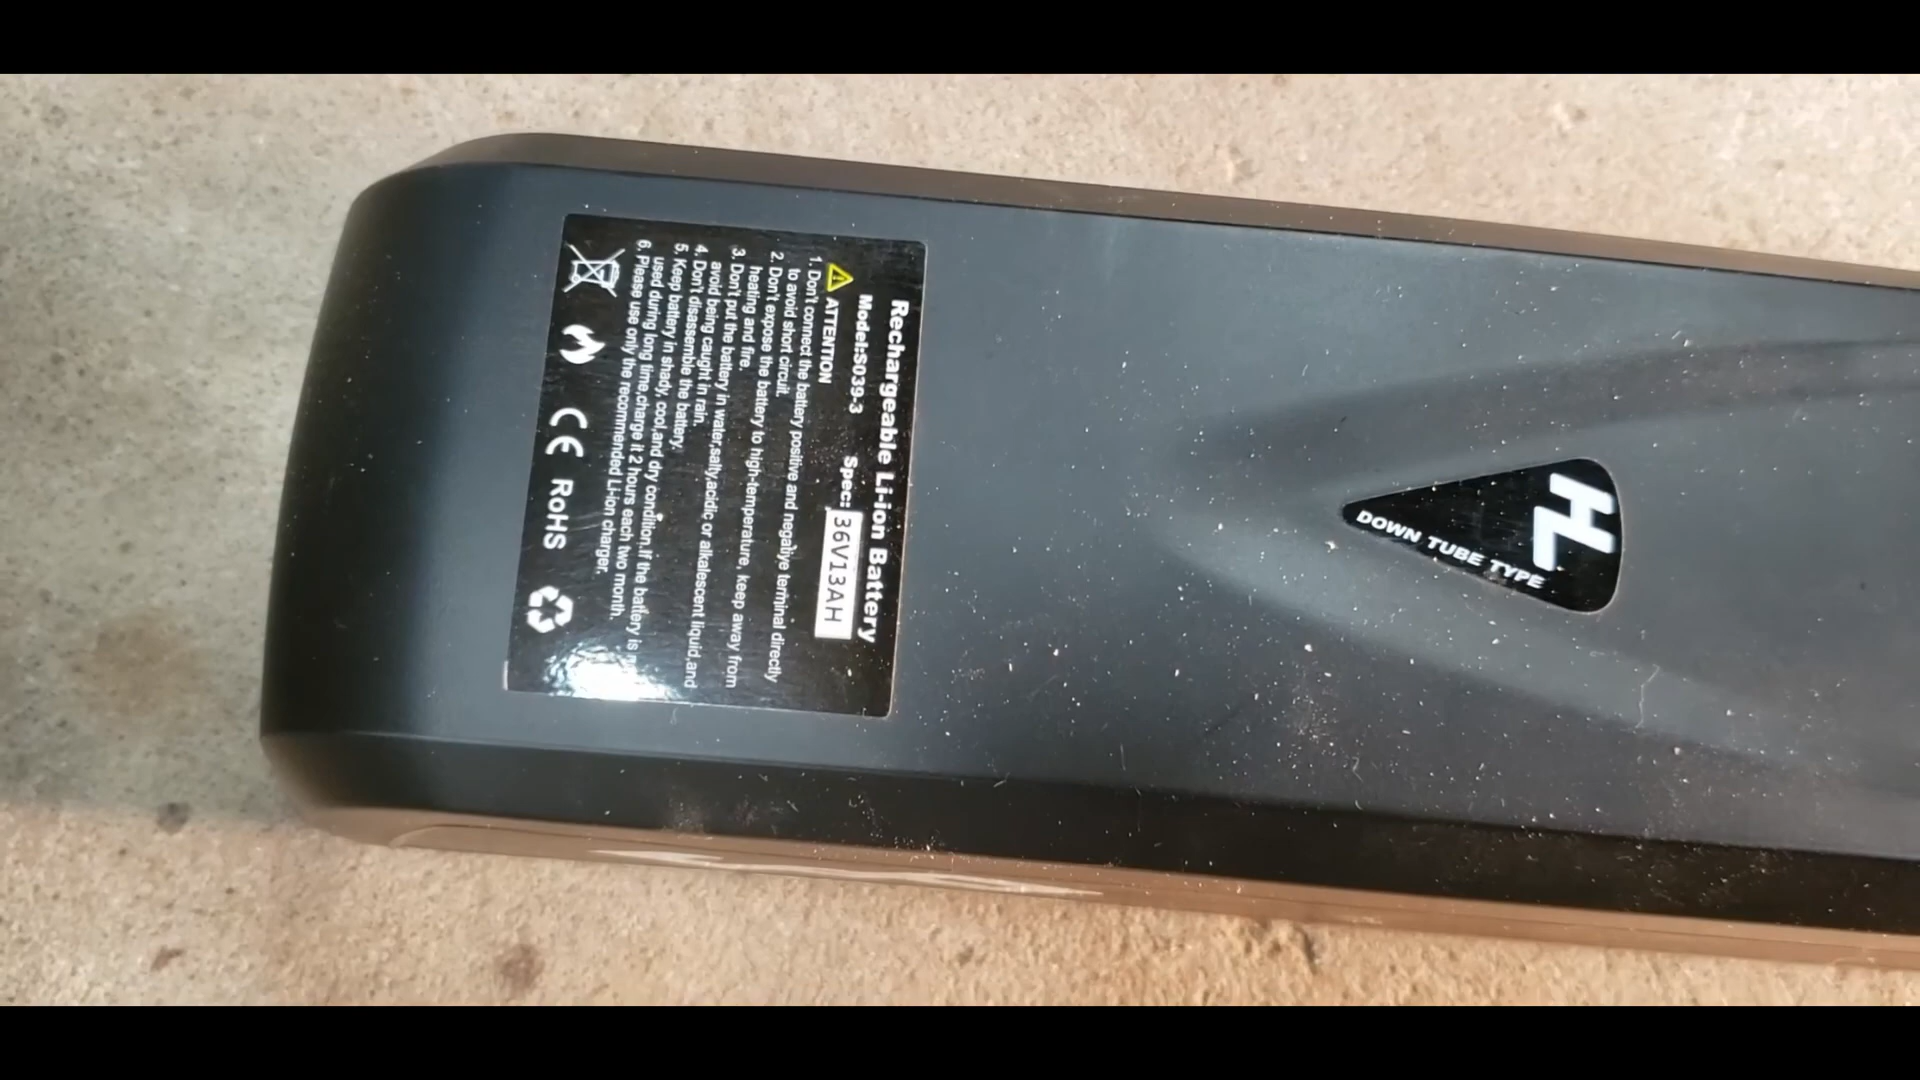 Rechargeable Li-ion Battery
Model:S039-3 Spec: 36V13AH
ATTENTION
1. Don't connect the battery positive and negatiye terminal directly
to avoid short circuit.
2. Don't expose the battery to high-temperature, keep away from
heating and fire.
3. Don't put the battery in water,salty,acidic or alkalescent liquid,and
avoid being caught in rain.
4. Don't disassemble the battery.
5. Keep battery in shady, cool,and dry condition.If the battery is
used during long time,charge it 2 hours each two month.
6. Please use only the recommended Li-ion charger.
CE RoHS
HL
DOWN TUBE TYPE